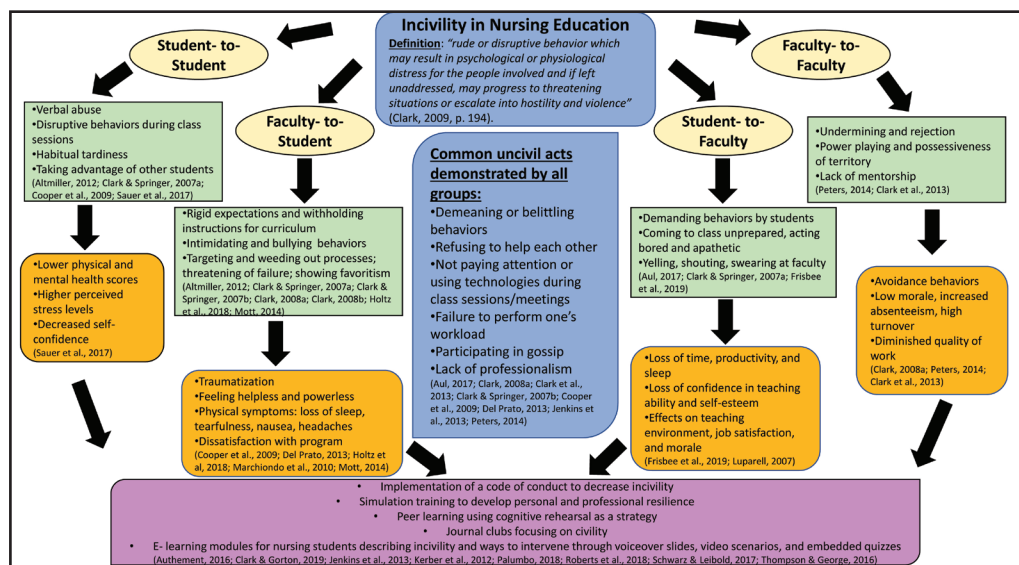 Incivility in Nursing Education
Definition: “rude or disruptive behavior which
may result in psychological or physiological
distress for the people involved and if left
unaddressed, may progress to threatening
situations or escalate into hostility and violence”
(Clark, 2009, p. 194).
Student- to-
Student
•Verbal abuse
•Disruptive behaviors during class
sessions
•Habitual tardiness
•Taking advantage of other students
(Altmiller, 2012; Clark & Springer, 2007a;
Cooper et al., 2009; Sauer et al., 2017)
•Lower physical and
mental health scores
•Higher perceived
stress levels
•Decreased self-
confidence
(Sauer et al., 2017)
Faculty- to-
Student
•Rigid expectations and withholding
instructions for curriculum
•Intimidating and bullying behaviors
•Targeting and weeding out processes;
threatening of failure; showing favoritism
(Altmiller, 2012; Clark & Springer, 2007a; Clark
& Springer, 2007b; Clark, 2008a; Clark, 2008b; Holtz
et al., 2018; Mott, 2014)
•Traumatization
•Feeling helpless and powerless
•Physical symptoms: loss of sleep,
tearfulness, nausea, headaches
•Dissatisfaction with program
(Cooper et al., 2009; Del Prato, 2013; Holtz et
al, 2018; Marchiondo et al., 2010; Mott, 2014)
Common uncivil acts
demonstrated by all
groups:
•Demeaning or belittling
behaviors
•Refusing to help each other
•Not paying attention or
using technologies during
class sessions/meetings
•Failure to perform one’s
workload
•Participating in gossip
•Lack of professionalism
(Aul, 2017; Clark, 2008a; Clark et al.,
2013; Clark & Springer, 2007b; Cooper
et al., 2009; Del Prato, 2013; Jenkins et
al., 2013; Peters, 2014)
Student-to-
Faculty
•Demanding behaviors by students
•Coming to class unprepared, acting
bored and apathetic
•Yelling, shouting, swearing at faculty
(Aul, 2017; Clark & Springer, 2007a; Frisbee
et al., 2019)
•Loss of time, productivity, and
sleep
•Loss of confidence in teaching
ability and self-esteem
•Effects on teaching
environment, job satisfaction,
and morale
(Frisbee et al., 2019; Luparell, 2007)
Faculty-to-
Faculty
•Undermining and rejection
•Power playing and possessiveness
of territory
•Lack of mentorship
(Peters, 2014; Clark et al., 2013)
•Avoidance behaviors
•Low morale, increased
absenteeism, high
turnover
•Diminished quality of
work
(Clark, 2008a; Peters, 2014;
Clark et al., 2013)
• Implementation of a code of conduct to decrease incivility
• Simulation training to develop personal and professional resilience
• Peer learning using cognitive rehearsal as a strategy
• Journal clubs focusing on civility
• E- learning modules for nursing students describing incivility and ways to intervene through voiceover slides, video scenarios, and embedded quizzes
(Authement, 2016; Clark & Gorton, 2019; Jenkins et al., 2013; Kerber et al., 2012; Palumbo, 2018; Roberts et al., 2018; Schwarz & Leibold, 2017; Thompson & George, 2016)